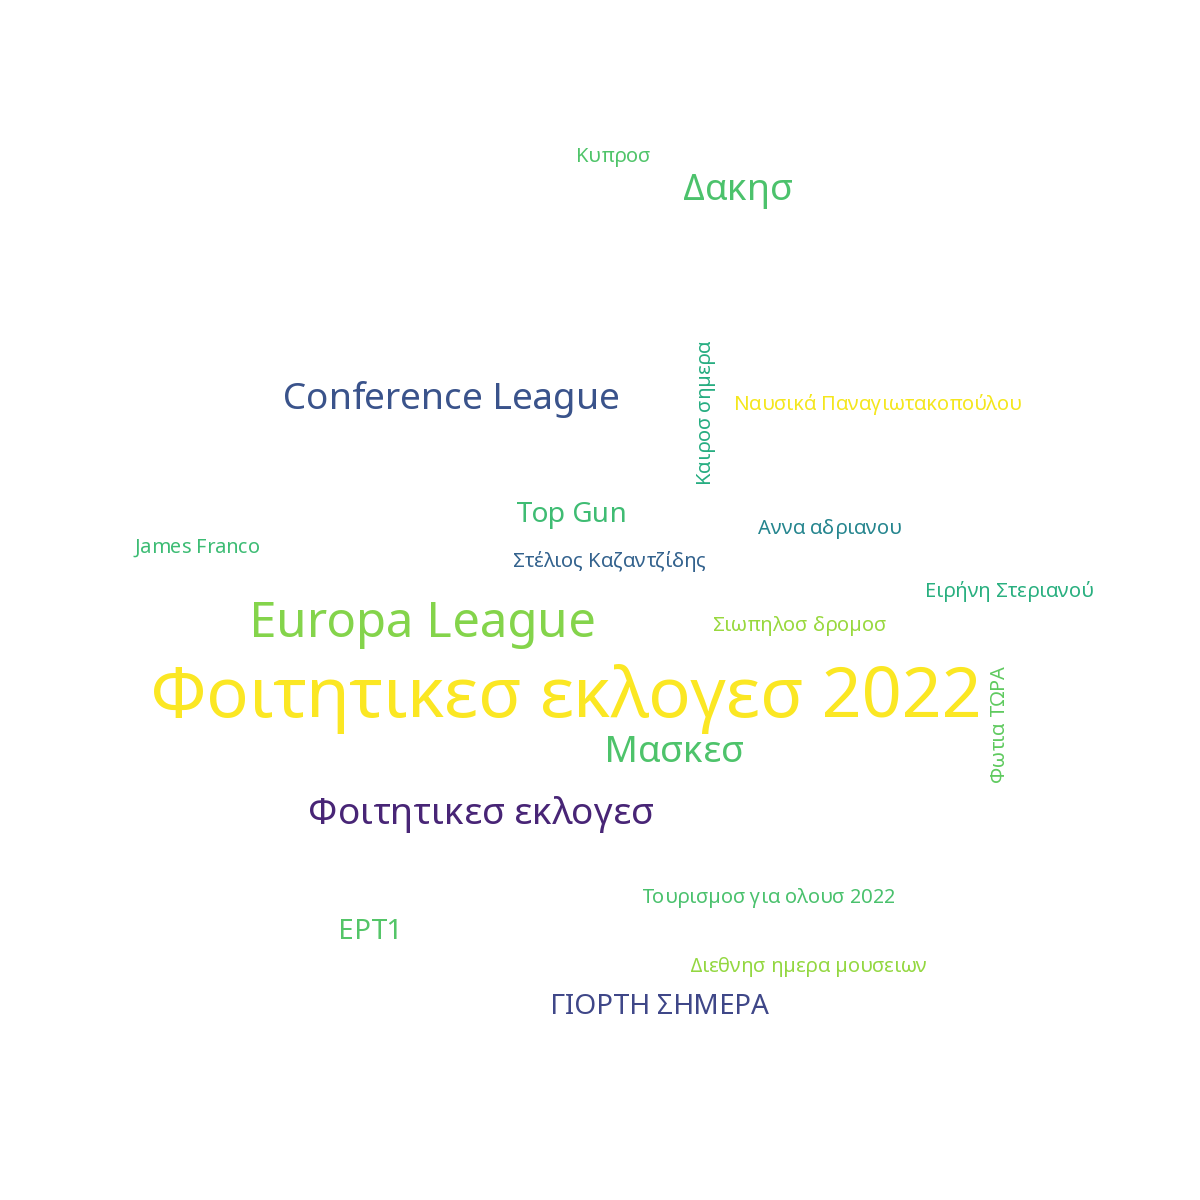 Κυπροσ
Δακησ
Conference League
Καιροσ σημερα
Ναυσικά Παναγιωτακοπούλου
Top Gun
Αννα αδριανου
James Franco
Στέλιος Καζαντζίδης
Ειρήνη Στεριανού
Europa League
Σιωπηλοσ δρομοσ
Φοιτητικεσ εκλογεσ 2022
Φωτια ΤΩΡΑ
Μασκεσ
Φοιτητικεσ εκλογεσ
Τουρισμοσ για ολουσ 2022
ΕΡΤ1
Διεθνησ ημερα μουσειων
ΓΙΟΡΤΗ ΣΗΜΕΡΑ